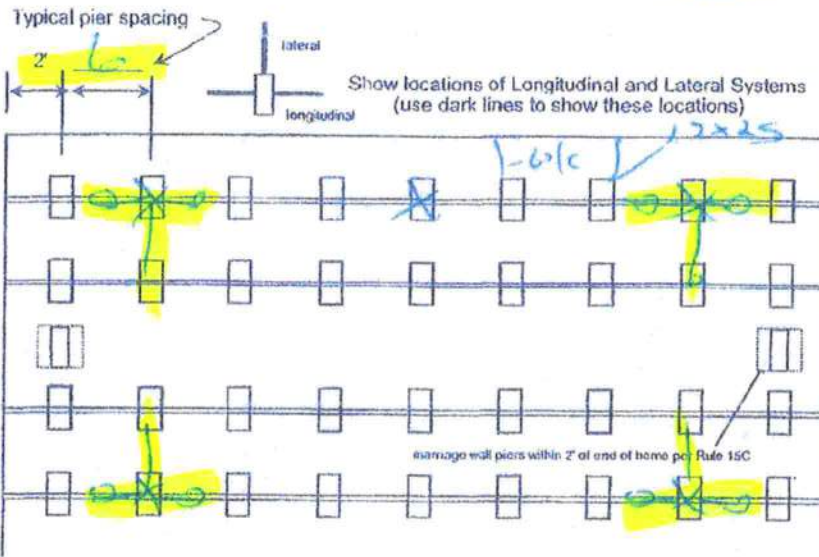 Typical pier spacing
2'
6
lateral
longitudinal
Show locations of Longitudinal and Lateral Systems
(use dark lines to show these locations)
marriage wall piers within 2' of end of home per Rule 15C